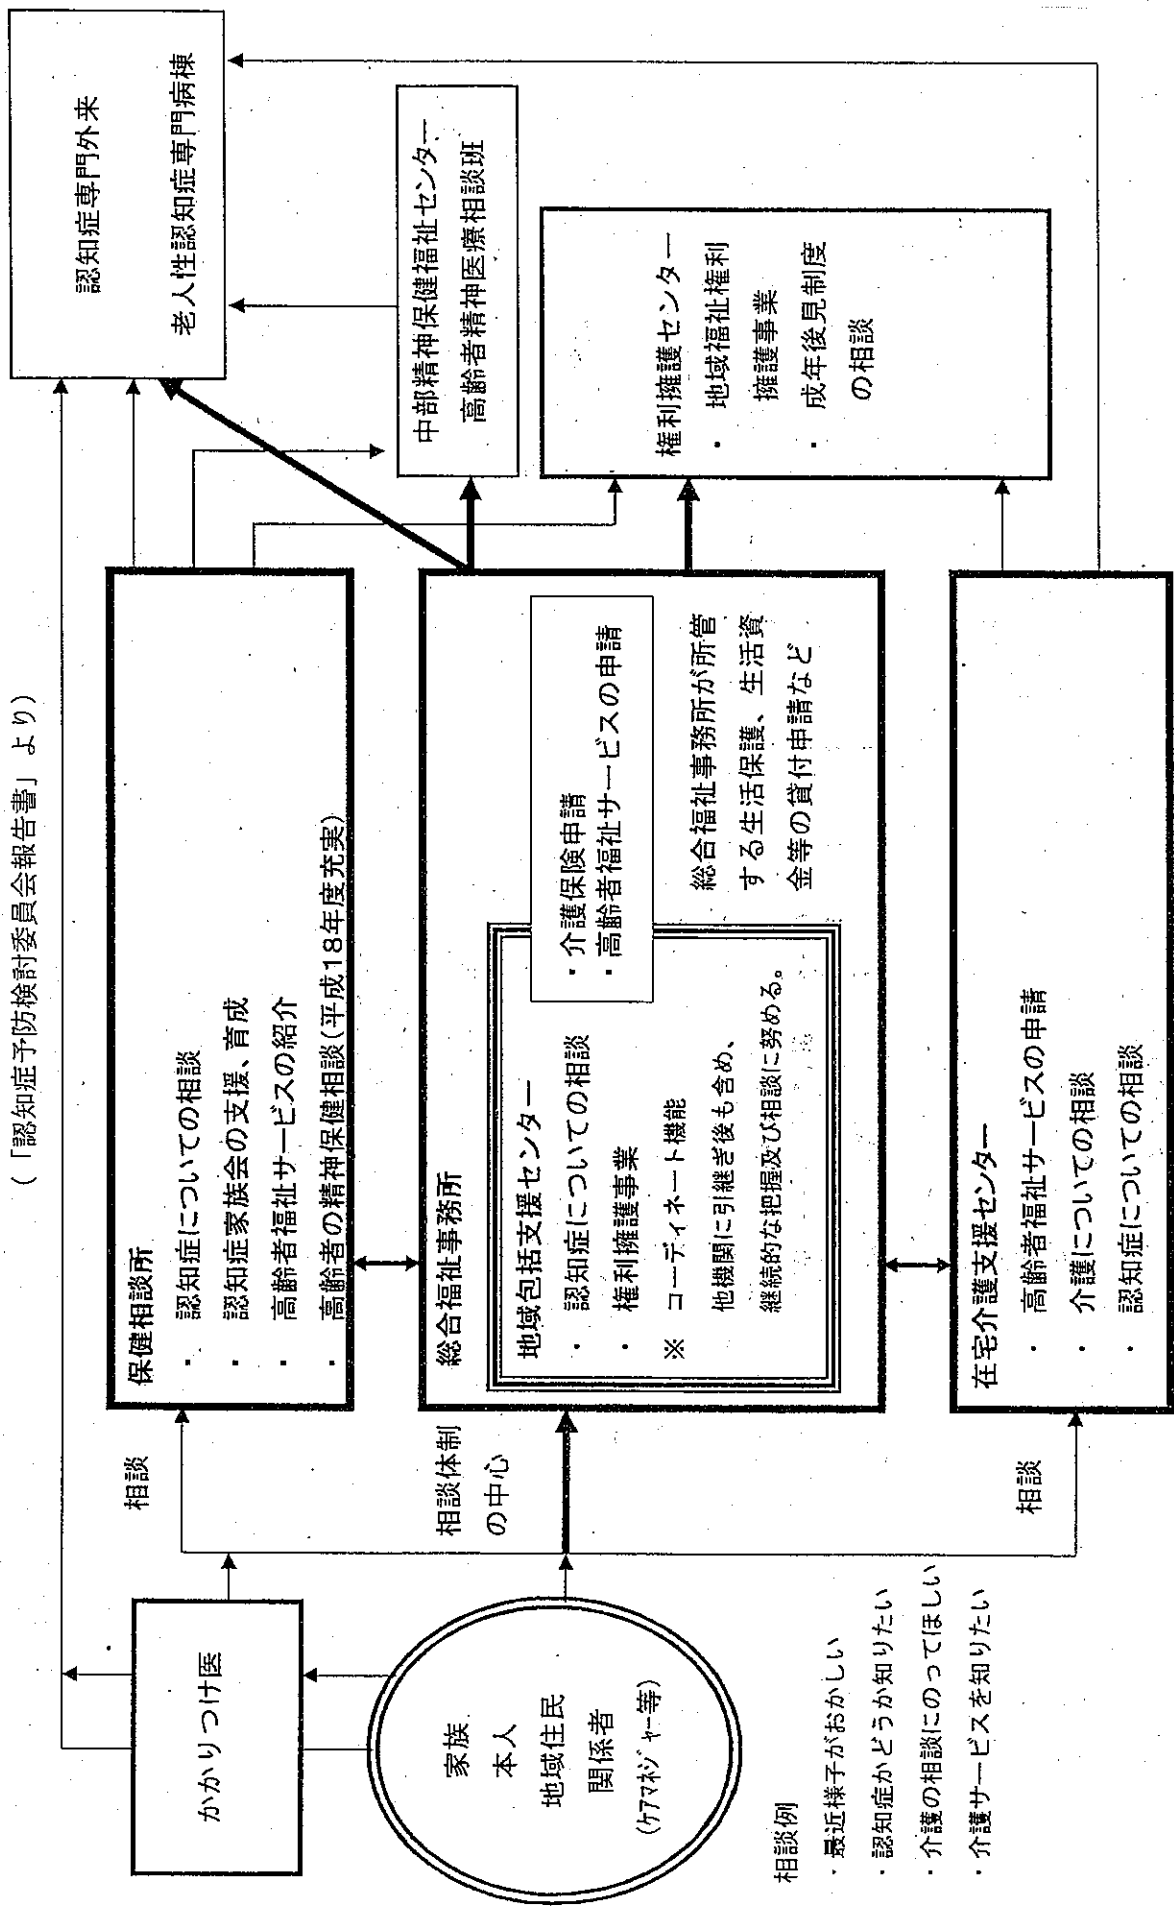 (「認知症予防検討委員会報告書」より)
かかりつけ医
家族
本人
地域住民
関係者
(ｹｱﾏﾈｼﾞｬｰ等)
相談例
・最近様子がおかしい
・認知症かどうか知りたい
・介護の相談にのってほしい
・介護サービスを知りたい
相談
相談体制
の中心
相談
保健相談所
・ 認知症についての相談
・ 認知症家族会の支援、育成
・ 高齢者福祉サービスの紹介
・ 高齢者の精神保健相談(平成18年度充実)
総合福祉事務所
地域包括支援センター
・ 認知症についての相談
・ 権利擁護事業
※ コーディネート機能
他機関に引継ぎ後も含め、
継続的な把握及び相談に努める。
・介護保険申請
・高齢者福祉サービスの申請
総合福祉事務所が所管
する生活保護、生活資
金等の貸付申請など
在宅介護支援センター
・ 高齢者福祉サービスの申請
・ 介護についての相談
・ 認知症についての相談
認知症専門外来
老人性認知症専門病棟
中部精神保健福祉センター
高齢者精神医療相談班
権利擁護センター
・ 地域福祉権利
擁護事業
・ 成年後見制度
の相談